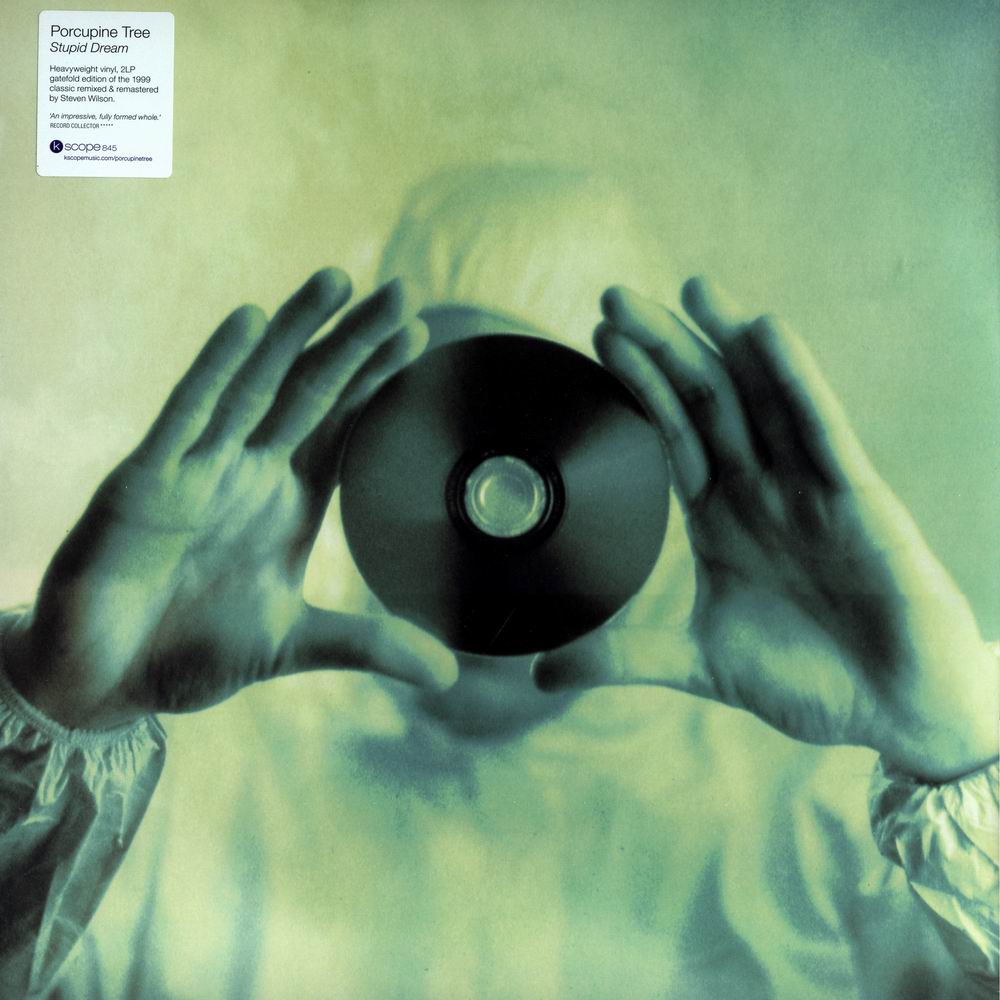 Porcupine Tree
Stupid Dream
Heavyweight vinyl, 2LP
gatefold edition of the 1999
classic remixed & remastered
by Steven Wilson.
'An impressive, fully formed whole.'
RECORD COLLECTOR *****
kscope 845
kscopemusic.com/porcupinetree